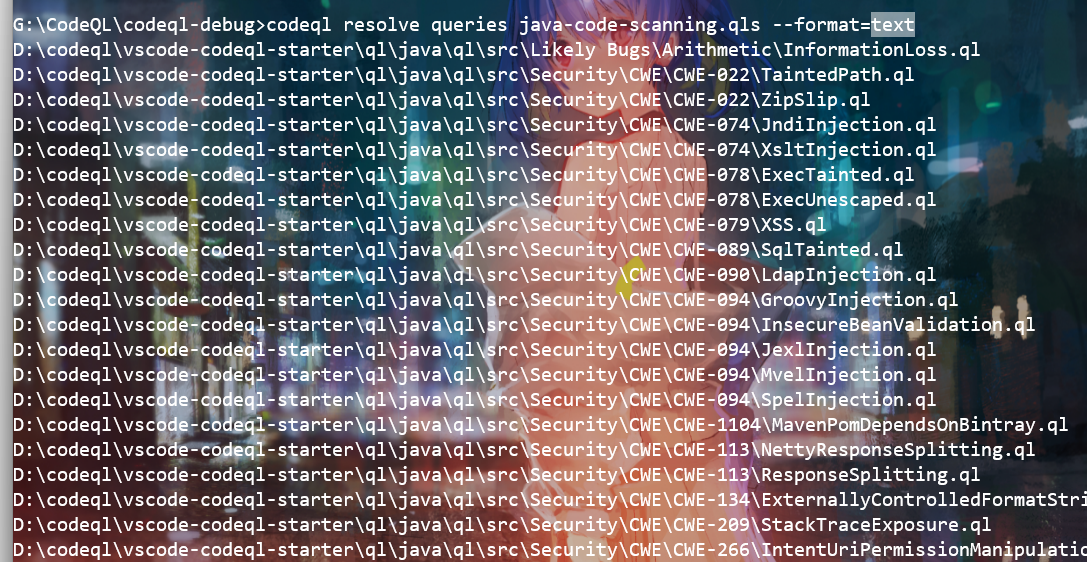 G:\CodeQL\codeql-debug>codeql resolve queries java-code-scanning.qls --format=text
D:\codeql\vscode-codeql-starter\ql\java\ql\src\Likely Bugs\Arithmetic\InformationLoss.ql
D:\codeql\vscode-codeql-starter\ql\java\ql\src\Security\CWE\CWE-022\TaintedPath.ql
D:\codeql\vscode-codeql-starter\ql\java\ql\src\Security\CWE\CWE-022\ZipSlip.ql
D:\codeql\vscode-codeql-starter\ql\java\ql\src\Security\CWE\CWE-074\JndiInjection.ql
D:\codeql\vscode-codeql-starter\ql\java\ql\src\Security\CWE\CWE-074\XsltInjection.ql
D:\codeql\vscode-codeql-starter\ql\java\ql\src\Security\CWE\CWE-078\ExecTainted.ql
D:\codeql\vscode-codeql-starter\ql\java\ql\src\Security\CWE\CWE-078\ExecUnescaped.ql
D:\codeql\vscode-codeql-starter\ql\java\ql\src\Security\CWE\CWE-079\XSS.ql
D:\codeql\vscode-codeql-starter\ql\java\ql\src\Security\CWE\CWE-089\SqlTainted.ql
D:\codeql\vscode-codeql-starter\ql\java\ql\src\Security\CWE\CWE-090\LdapInjection.ql
D:\codeql\vscode-codeql-starter\ql\java\ql\src\Security\CWE\CWE-094\GroovyInjection.ql
D:\codeql\vscode-codeql-starter\ql\java\ql\src\Security\CWE\CWE-094\InsecureBeanValidation.ql
D:\codeql\vscode-codeql-starter\ql\java\ql\src\Security\CWE\CWE-094\JexlInjection.ql
D:\codeql\vscode-codeql-starter\ql\java\ql\src\Security\CWE\CWE-094\MvelInjection.ql
D:\codeql\vscode-codeql-starter\ql\java\ql\src\Security\CWE\CWE-094\SpelInjection.ql
D:\codeql\vscode-codeql-starter\ql\java\ql\src\Security\CWE\CWE-1104\MavenPomDependsOnBintray.ql
D:\codeql\vscode-codeql-starter\ql\java\ql\src\Security\CWE\CWE-113\NettyResponseSplitting.ql
D:\codeql\vscode-codeql-starter\ql\java\ql\src\Security\CWE\CWE-113\ResponseSplitting.ql
D:\codeql\vscode-codeql-starter\ql\java\ql\src\Security\CWE\CWE-134\ExternallyControlledFormatStri
D:\codeql\vscode-codeql-starter\ql\java\ql\src\Security\CWE\CWE-209\StackTraceExposure.ql
D:\codeql\vscode-codeql-starter\ql\java\ql\src\Security\CWE\CWE-266\IntentUriPermissionManipulatio